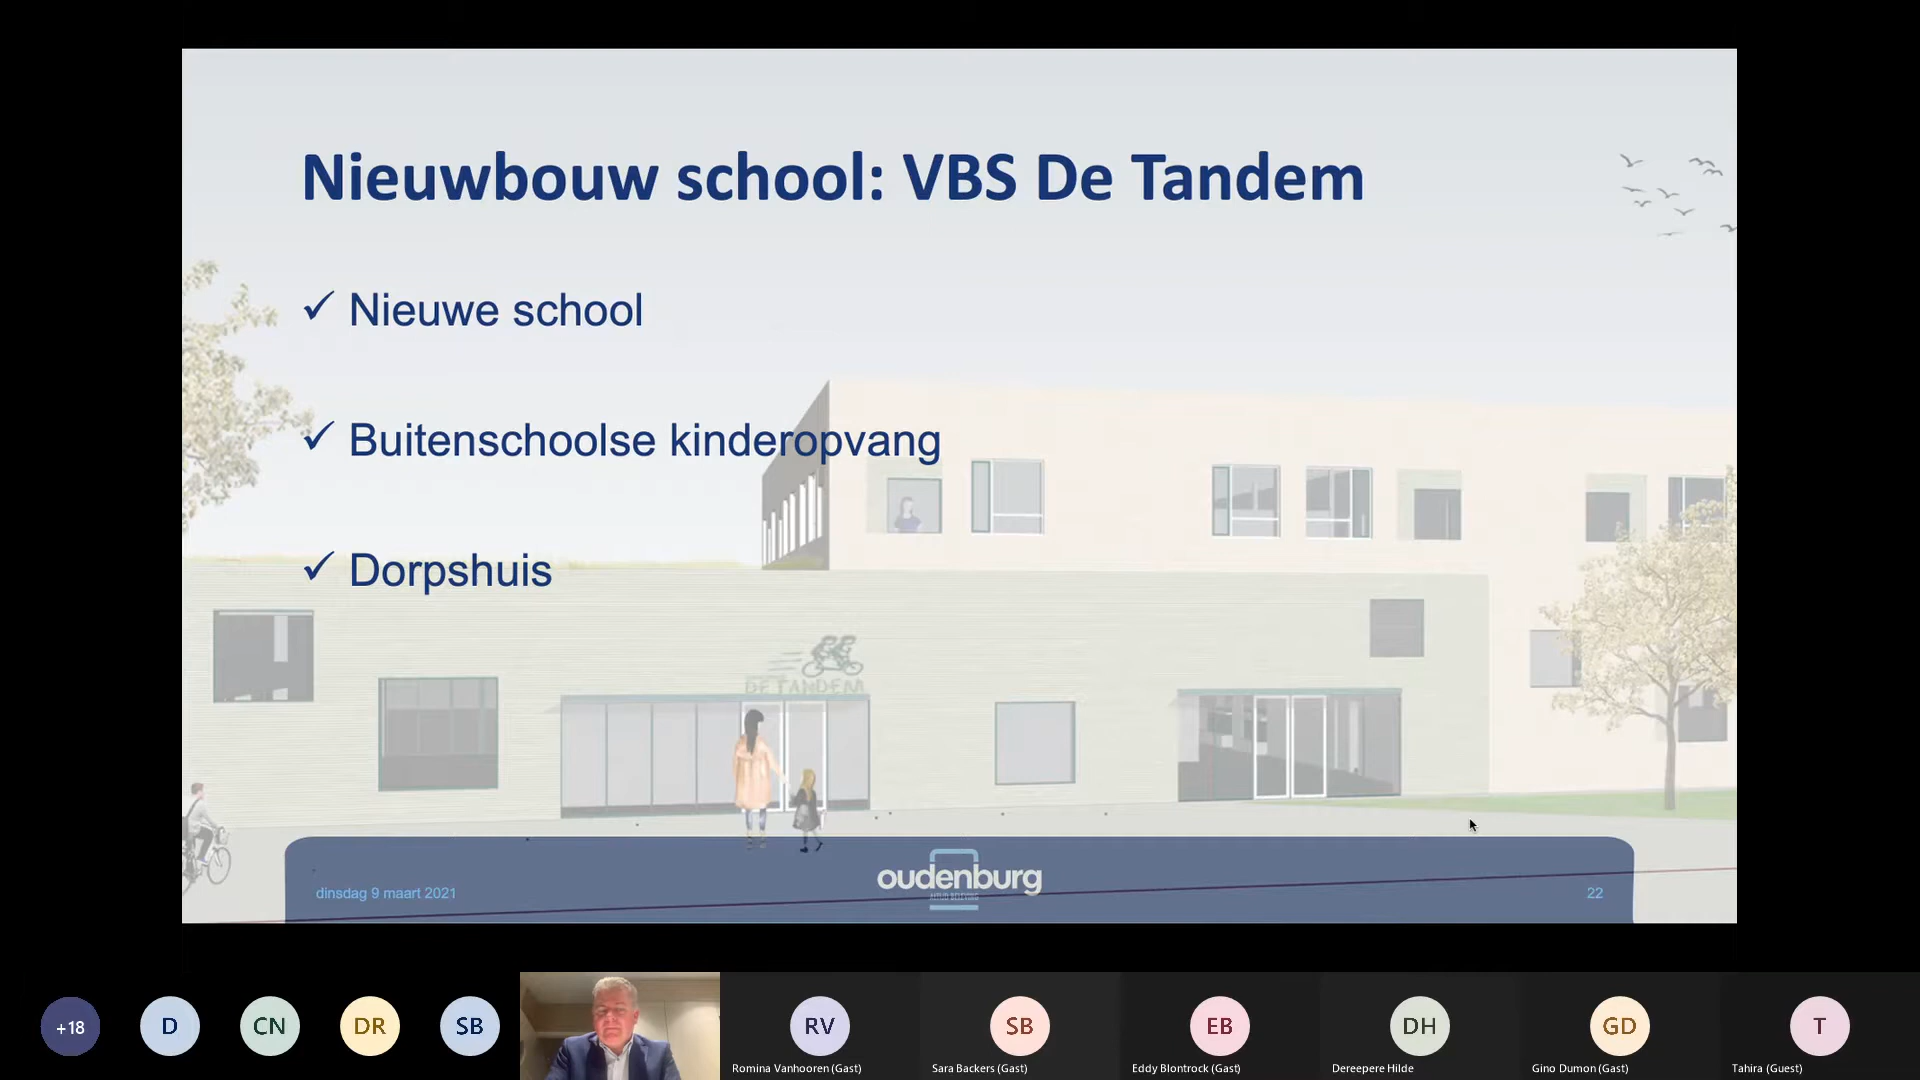 Nieuwbouw school: VBS De Tandem
✓ Nieuwe school
✓ Buitenschoolse kinderopvang
✓ Dorpshuis
DE TANDEM
dinsdag 9 maart 2021
oudenburg
22
+18
D
CN
DR
SB
RV
SB
EB
DH
GD
T
Romina Vanhooren (Gast)
Sara Backers (Gast)
Eddy Blontrock (Gast)
Dereepere Hilde
Gino Dumon (Gast)
Tahira (Guest)